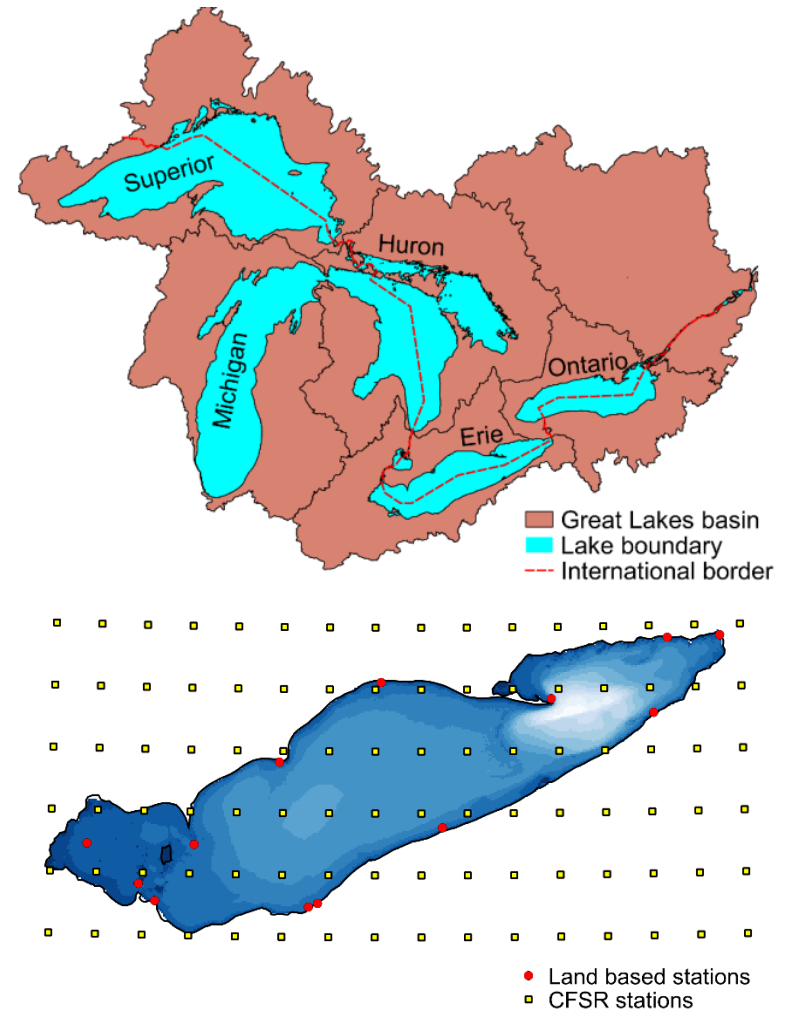 Superior
Huron
Michigan
Ontario
Erie
Great Lakes basin
Lake boundary
International border
Land based stations
CFSR stations